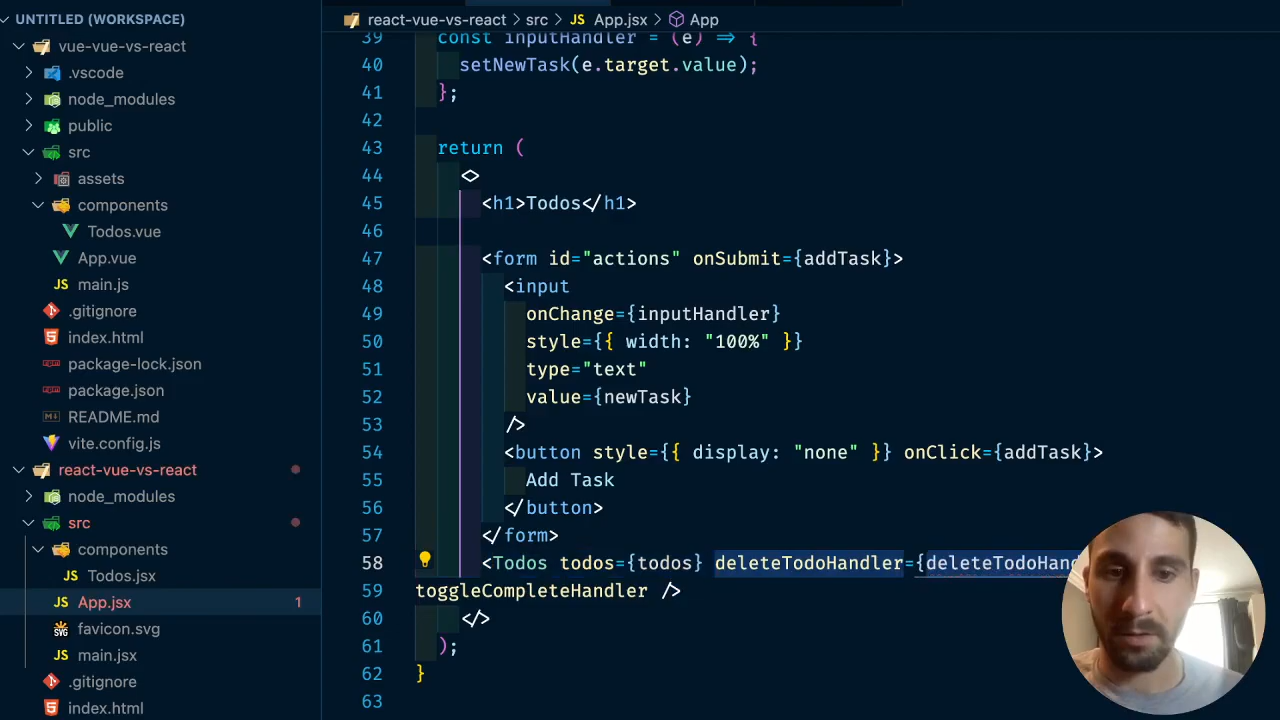 UNTITLED (WORKSPACE)
vue-vue-vs-react
.vscode
node_modules
public
src
assets
components
Todos.vue
App.vue
JS main.js
.gitignore
index.html
package-lock.json
package.json
README.md
vite.config.js
react-vue-vs-react
node_modules
src
components
JS Todos.jsx
JS App.jsx 1
favicon.svg
JS main.jsx
.gitignore
index.html
react-vue-vs-react > src > JS App.jsx > App
39 const inputHandler = (e) => {
40 setNewTask(e.target.value);
41 };
42
43 return (
44 <>
45 <h1>Todos</h1>
46
47 <form id="actions" onSubmit={addTask}>
48 <input
49 onChange={inputHandler}
50 style={{ width: "100%" }}
51 type="text"
52 value={newTask}
53 />
54 <button style={{ display: "none" }} onClick={addTask}>
55 Add Task
56 </button>
57 </form>
58 <Todos todos={todos} deleteTodoHandler={deleteTodoHand
59 toggleCompleteHandler />
60 </>
61 );
62 }
63